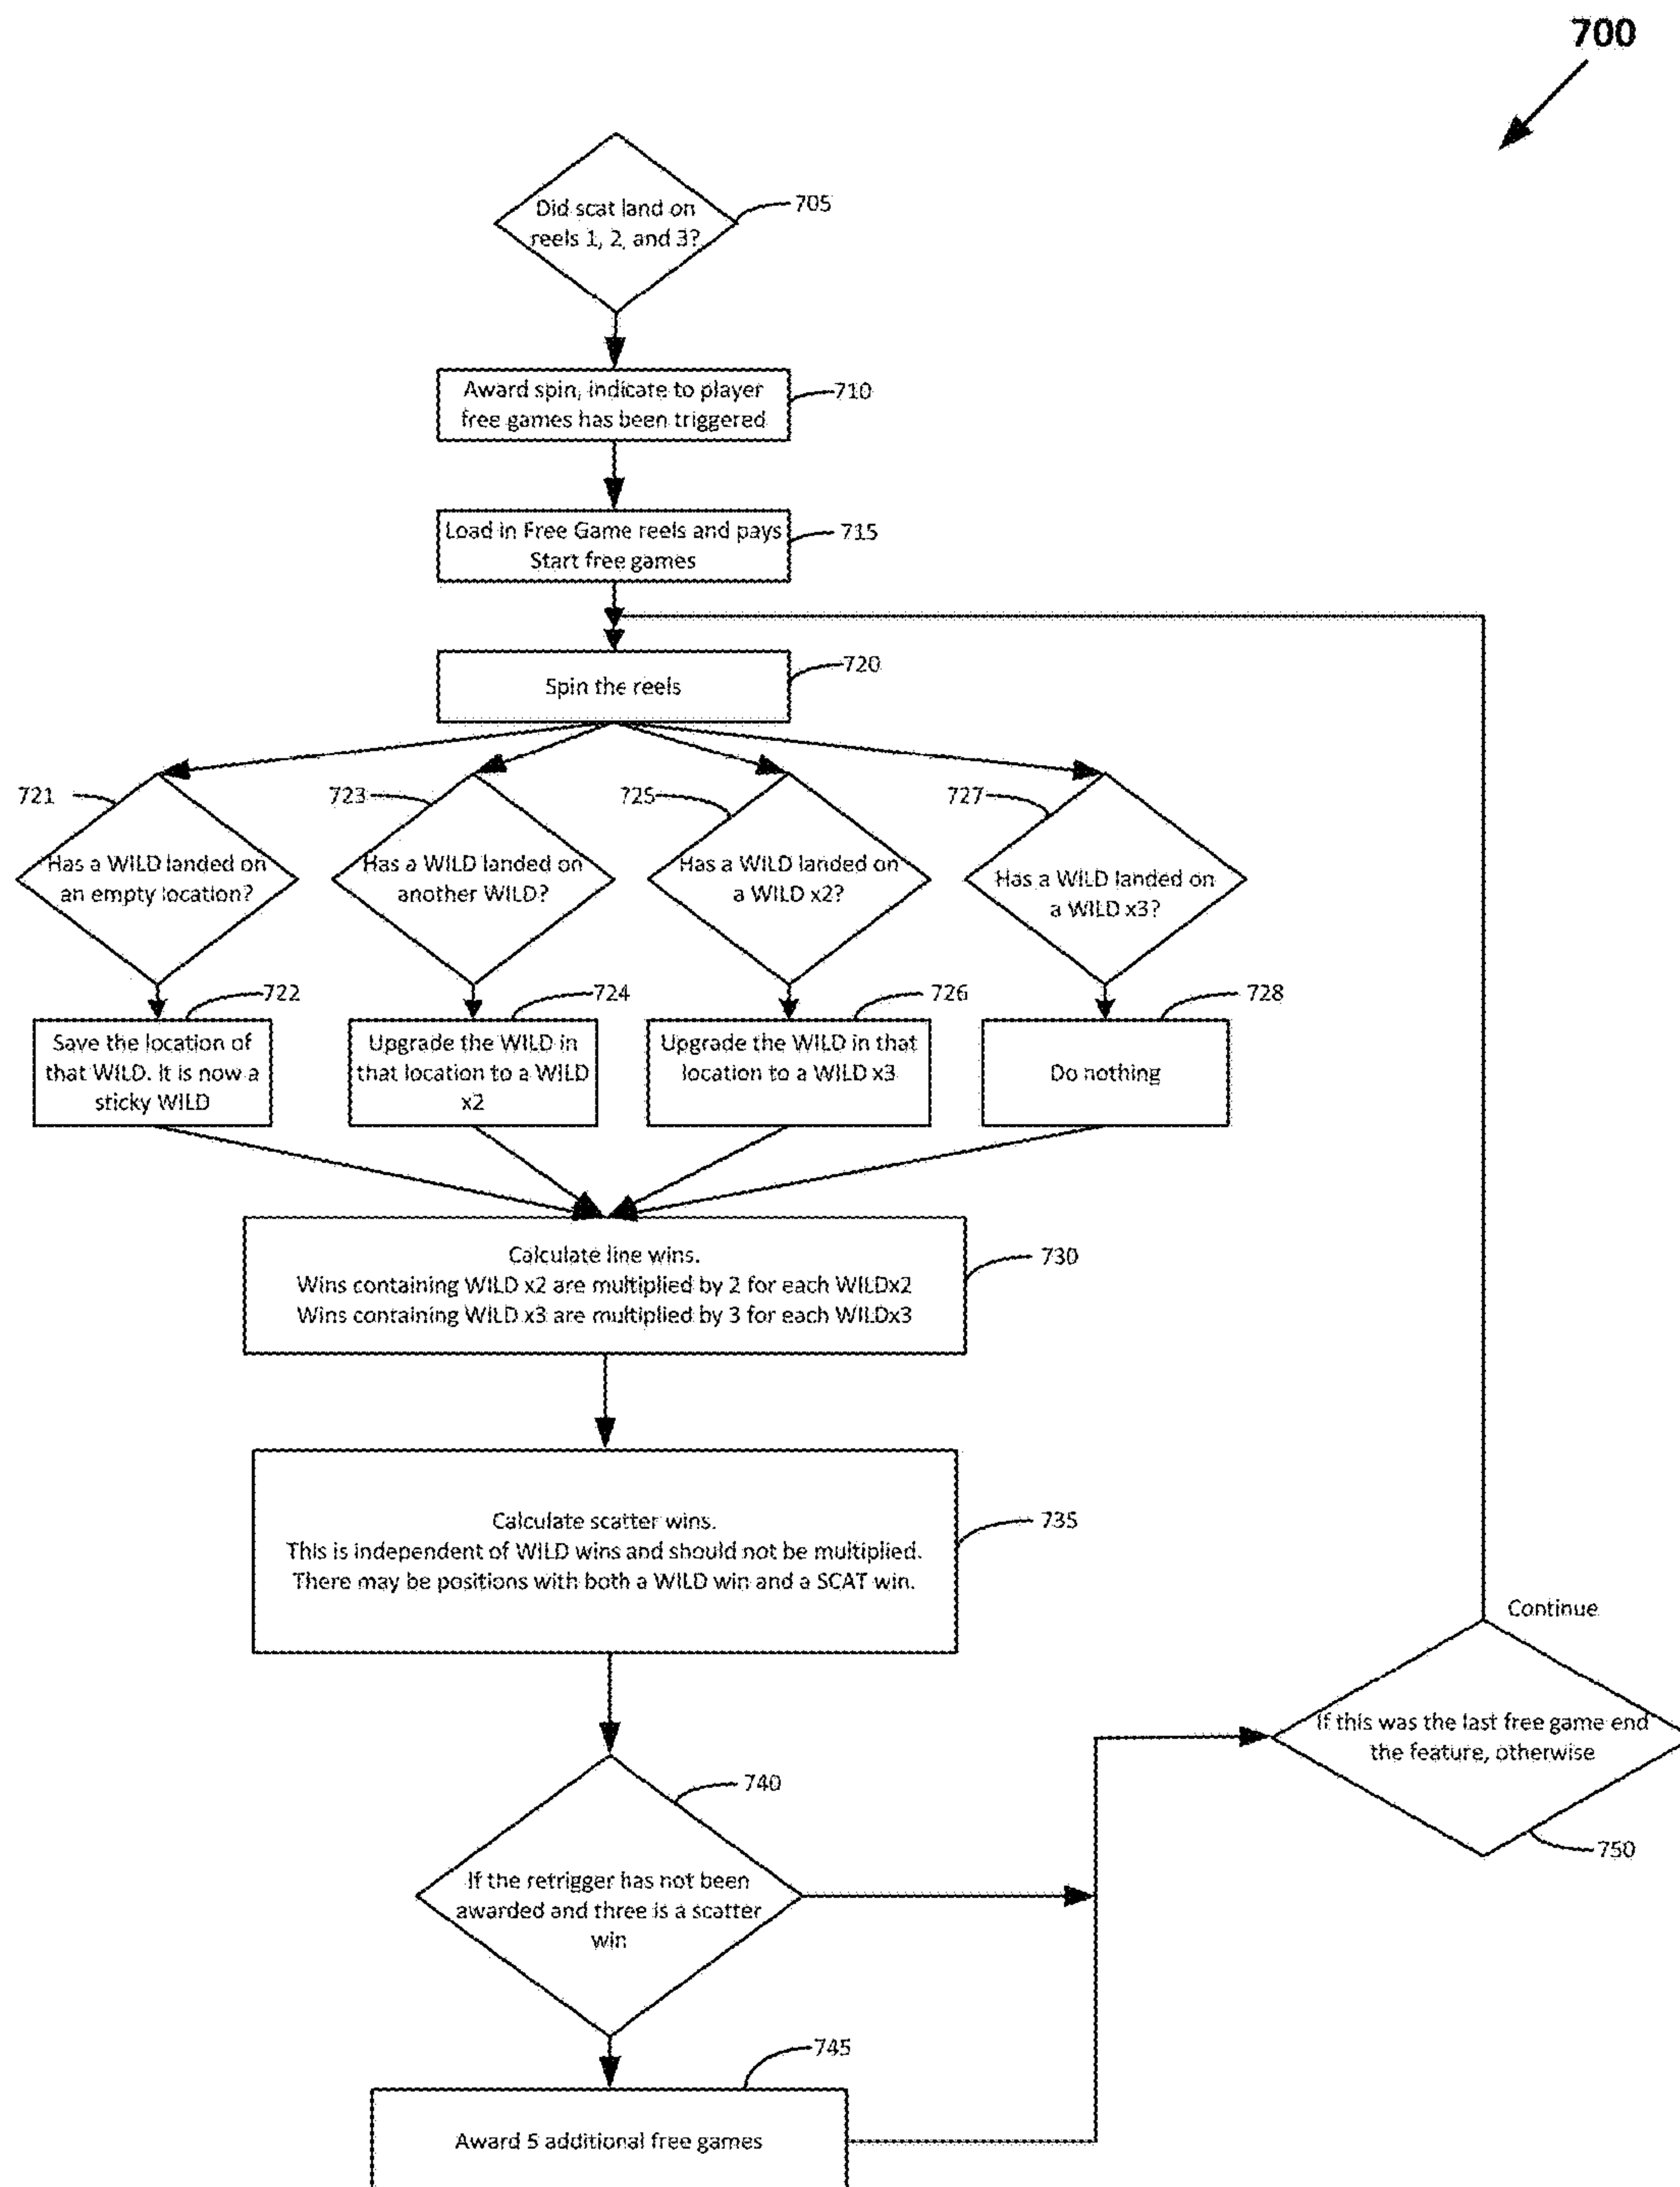 700
Did scat land on
reels 1, 2, and 3?
705
Award spin, indicate to player
free games has been triggered
710
Load in Free Game reels and pays
Start free games
715
Spin the reels
720
721
Has a WILD landed on
an empty location?
723
Has a WILD landed on
another WILD?
725
Has a WILD landed on
a WILD x2?
727
Has a WILD landed on
a WILD x3?
722
Save the location of
that WILD. It is now a
sticky WILD
724
Upgrade the WILD in
that location to a WILD
x2
726
Upgrade the WILD in that
location to a WILD x3
728
Do nothing
Calculate line wins.
Wins containing WILD x2 are multiplied by 2 for each WILDx2
Wins containing WILD x3 are multiplied by 3 for each WILDx3
730
Calculate scatter wins.
This is independent of WILD wins and should not be multiplied.
There may be positions with both a WILD win and a SCAT win.
735
Continue
If this was the last free game end
the feature, otherwise
750
740
If the retrigger has not been
awarded and three is a scatter
win
745
Award 5 additional free games